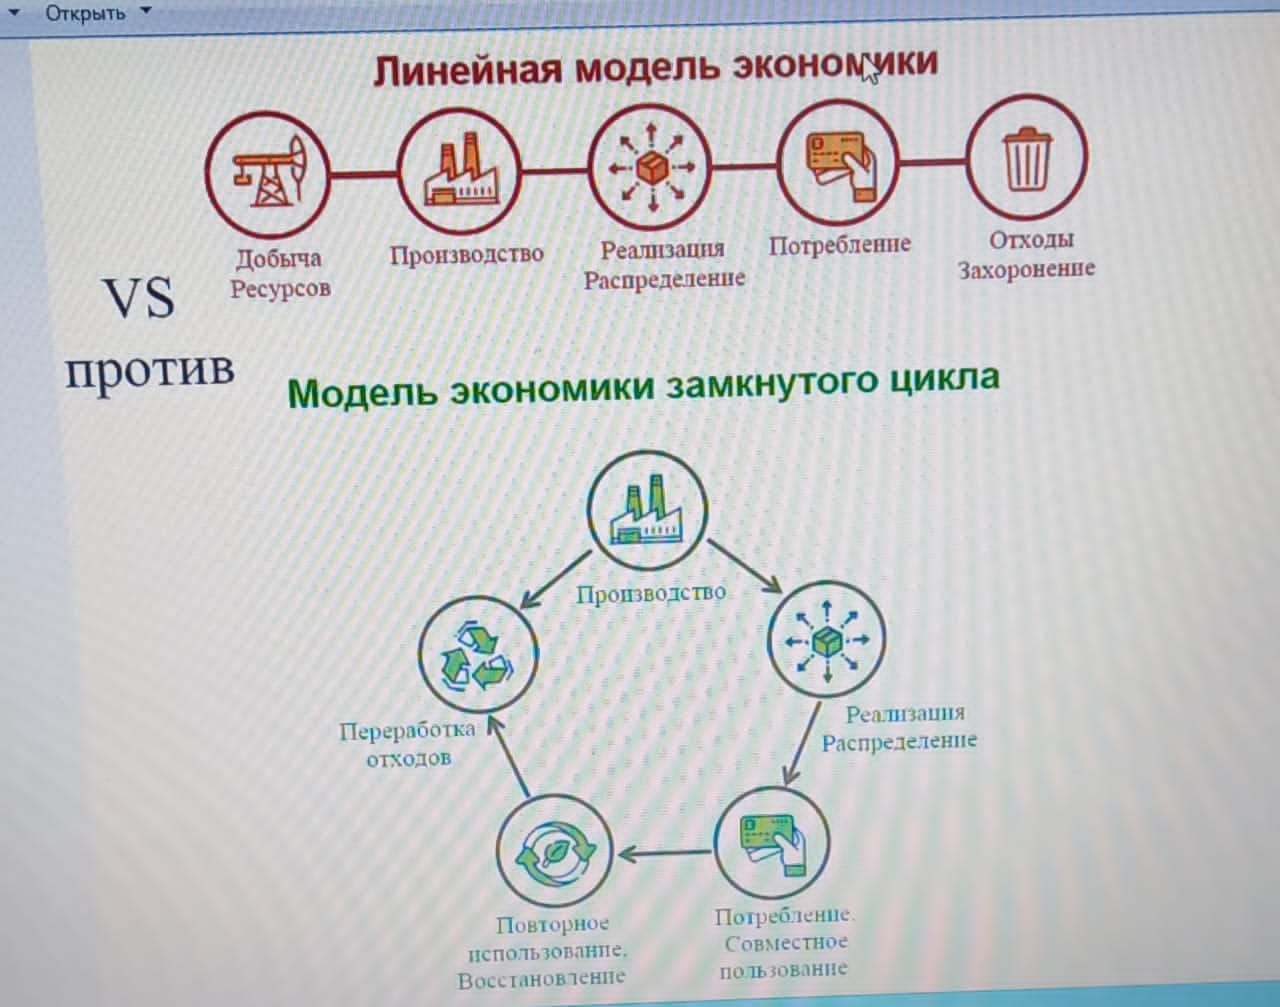 Открыть
Линейная модель экономики
Добыча
Ресурсов
Производство
Реализация
Распределение
Потребление
Отходы
Захоронение
VS
против
Модель экономики замкнутого цикла
Производство
Реализация
Распределение
Переработка
отходов
Повторное
использование,
Восстановление
Потребление.
Совместное
пользование